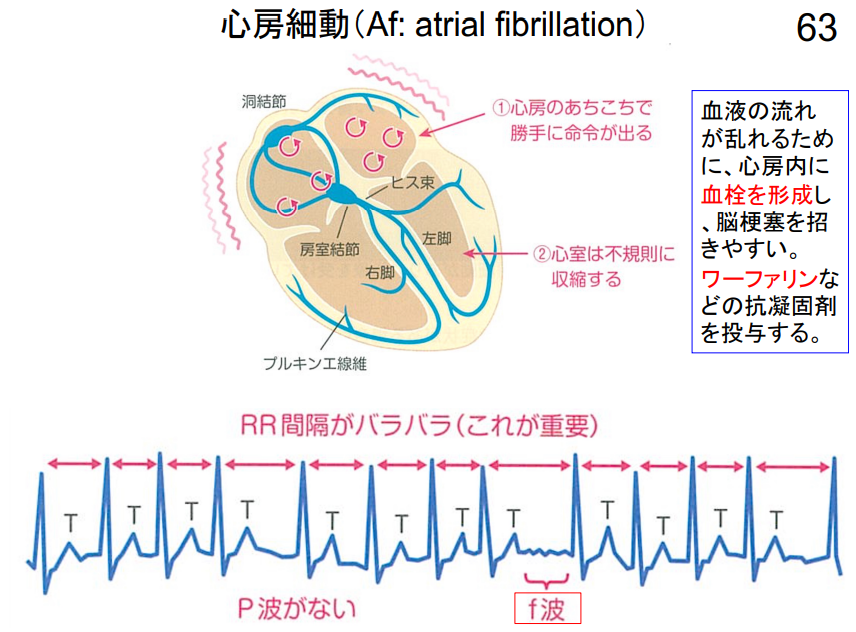 心房細動（Af: atrial fibrillation）
63
洞結節
①心房のあちこちで
勝手に命令が出る
ヒス束
房室結節
左脚
②心室は不規則に
収縮する
右脚
プルキンエ線維
血液の流れ
が乱れるため
に、心房内に
血栓を形成し
、脳梗塞を招
きやすい。
ワーファリンな
どの抗凝固剤
を投与する。
RR間隔がバラバラ（これが重要）
T T T T T T T T T T T T
P波がない
f波